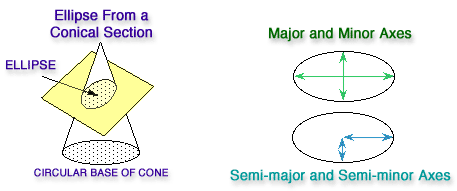 Ellipse From a
Conical Section
ELLIPSE
CIRCULAR BASE OF CONE
Major and Minor Axes
Semi-major and Semi-minor Axes